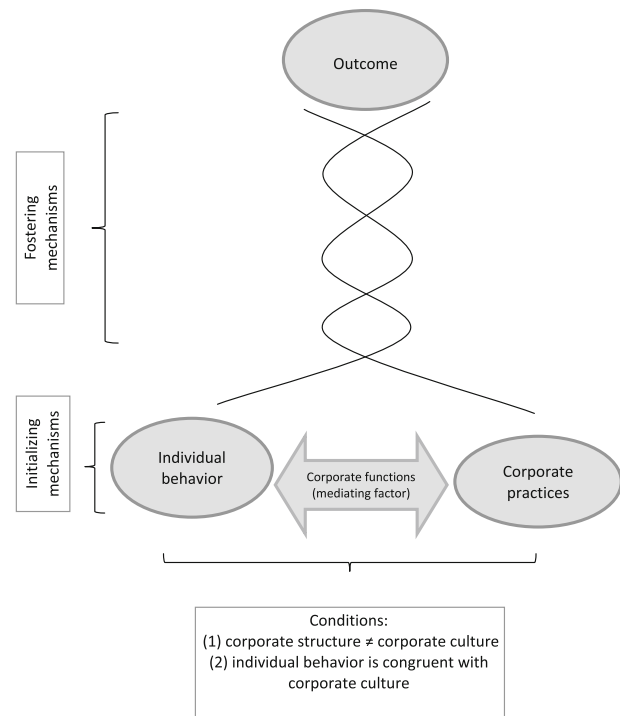 Outcome
Fostering
mechanisms
Initializing
mechanisms
Individual
behavior
Corporate functions
(mediating factor)
Corporate
practices
Conditions:
(1) corporate structure ≠ corporate culture
(2) individual behavior is congruent with
corporate culture